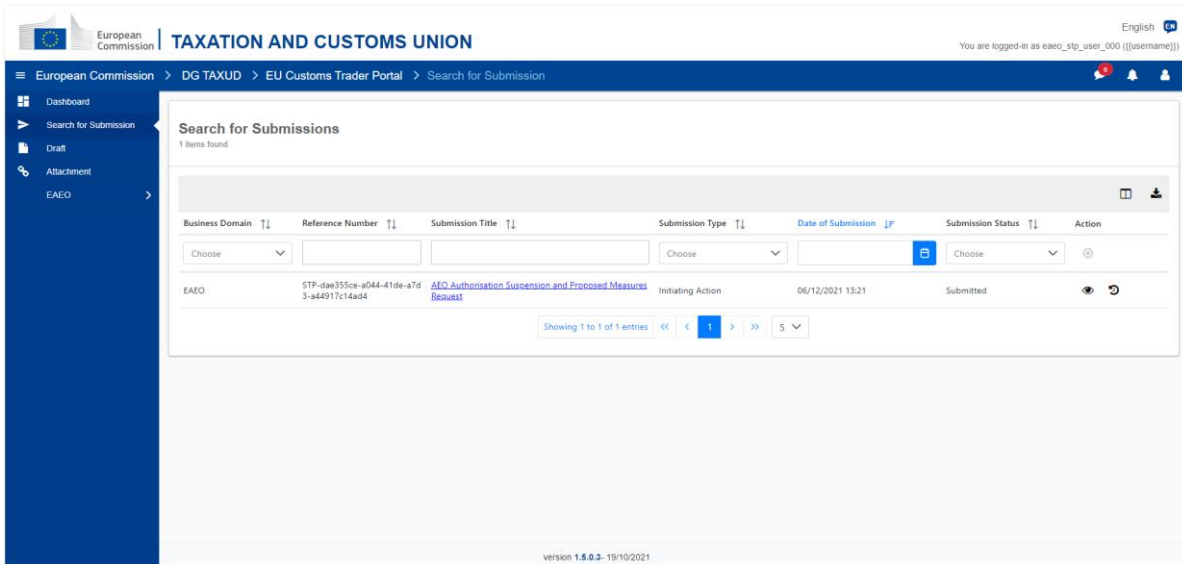 English EN
European
Commission
TAXATION AND CUSTOMS UNION
You are logged-in as eaeo_stp_user_000 ({{username}})
European Commission > DG TAXUD > EU Customs Trader Portal > Search for Submission
0
Dashboard
Search for Submission
Draft
Attachment
EAEO
Search for Submissions
1 items found
Business Domain Reference Number Submission Title Submission Type Date of Submission Submission Status Action
Choose Choose Choose
STP-dae355ce-a044-41de-a7d AEO Authorisation Suspension and Proposed Measures
EAEO Initiating Action 06/12/2021 13:21 Submitted
3-a44917c14ad4 Request
Showing 1 to 1 of 1 entries << < 1 > >> 5
version 1.5.0.3- 19/10/2021